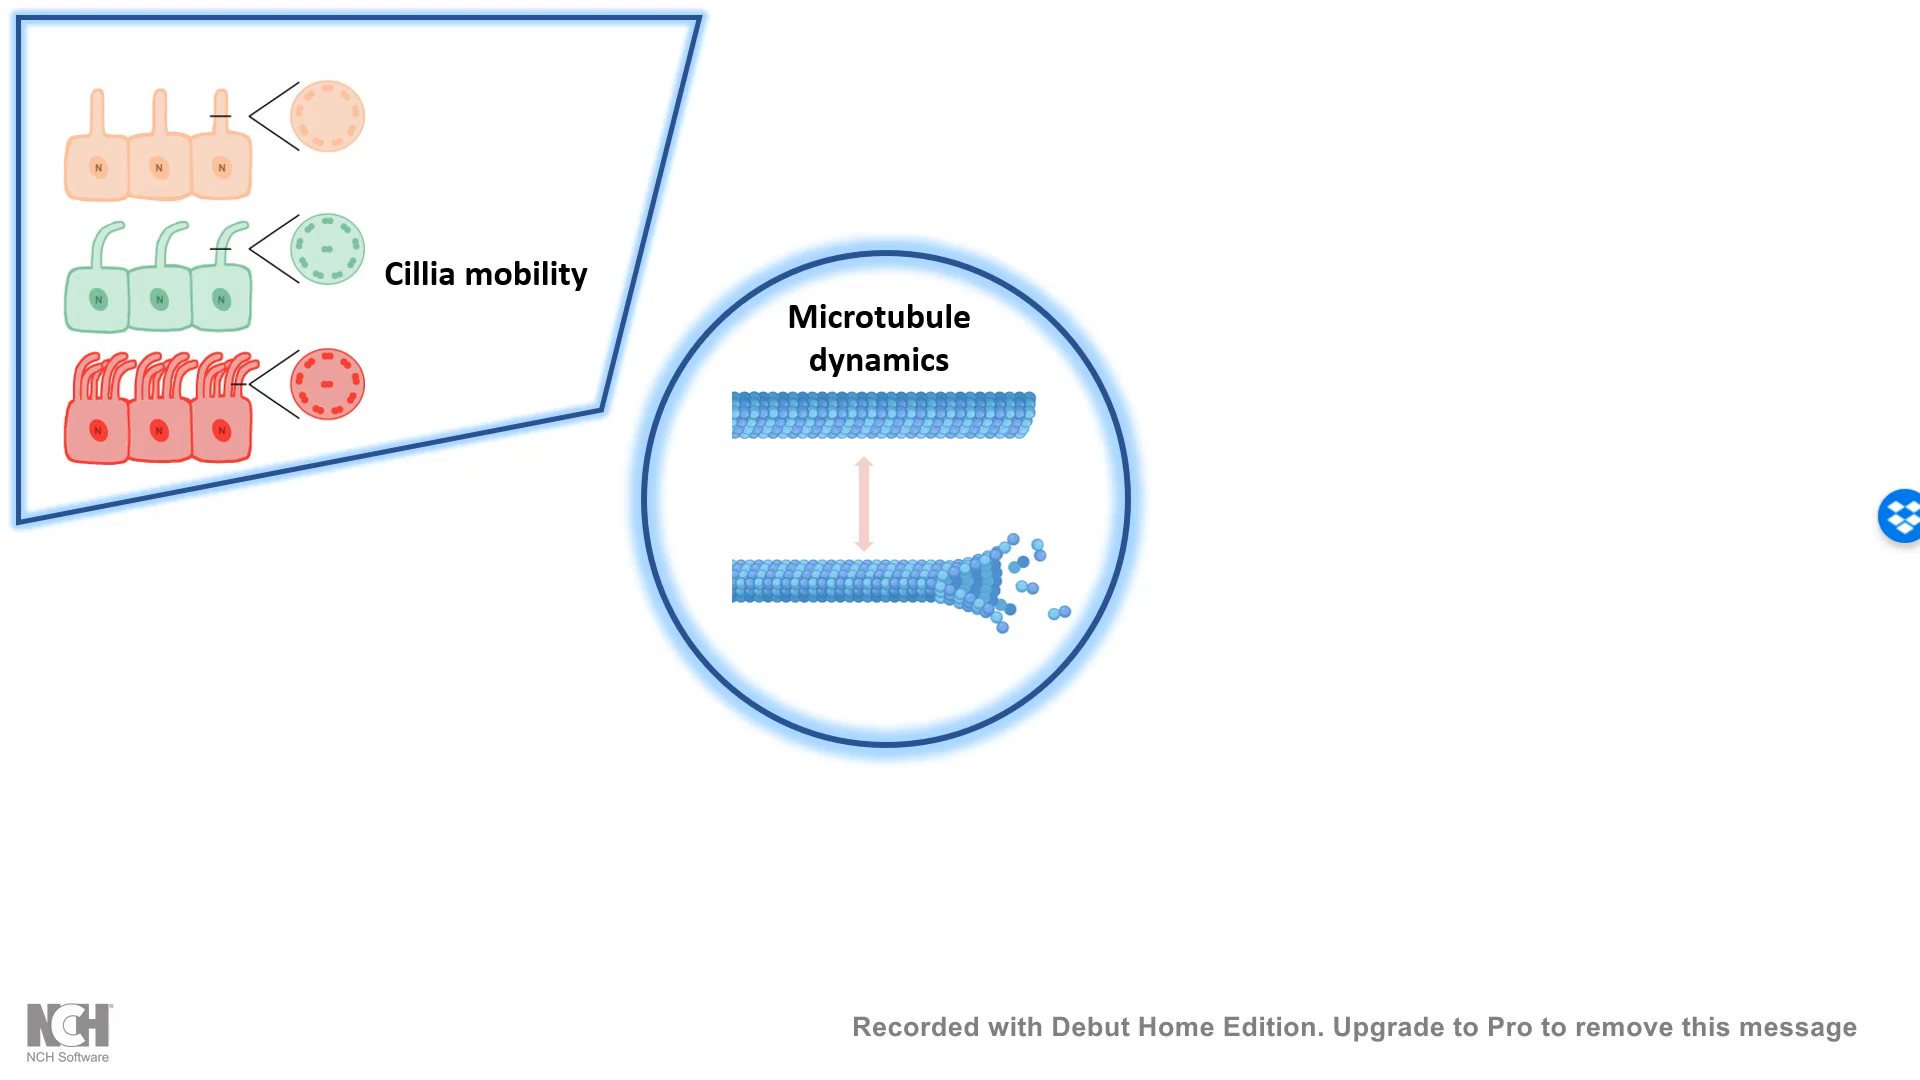 N N N
N N N
Cillia mobility
N N N
Microtubule
dynamics
NCH
NCH Software
Recorded with Debut Home Edition. Upgrade to Pro to remove this message